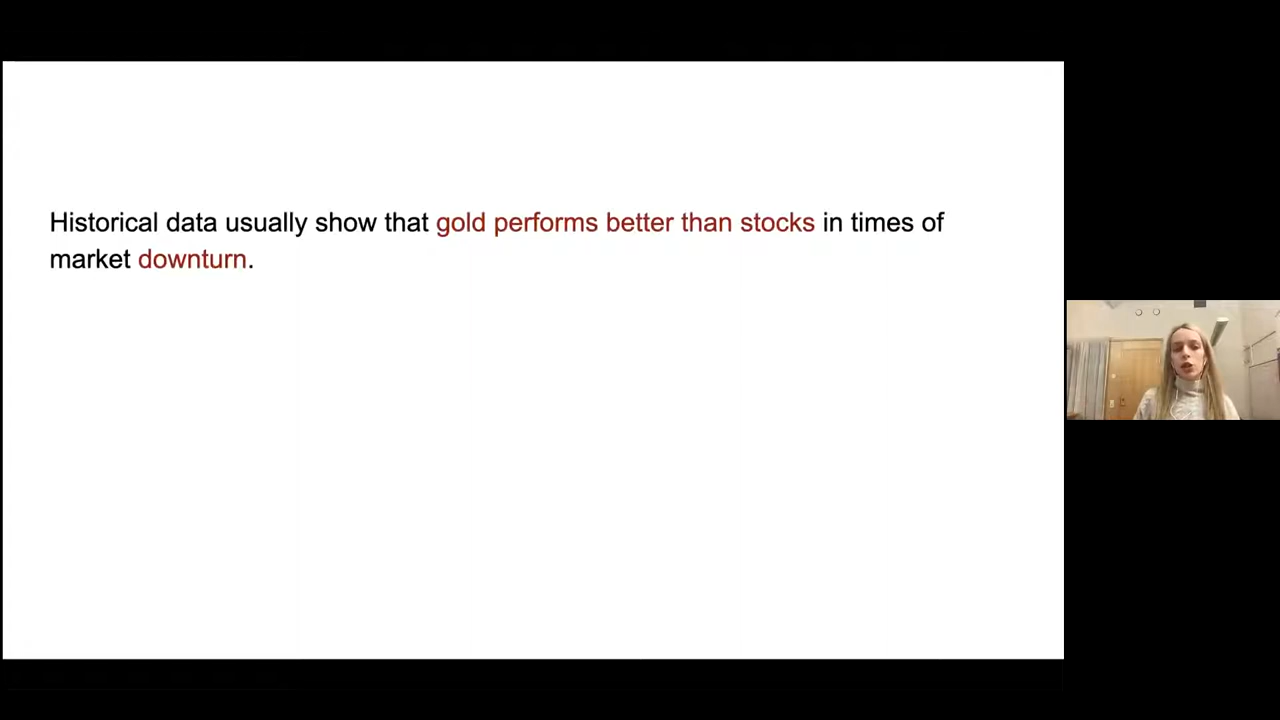 Historical data usually show that gold performs better than stocks in times of
market downturn.